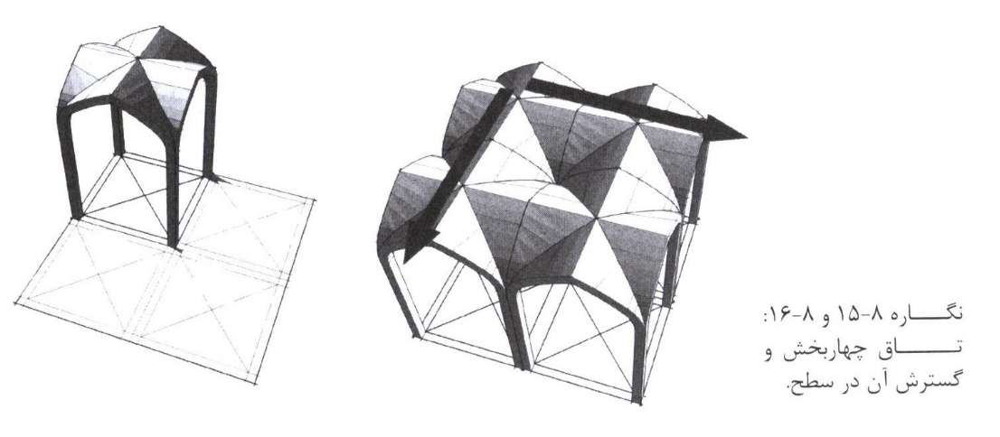 نگاره ۸-۱۵ و ۸-۱۶:
تاق چهاربخش و
گسترش آن در سطح.